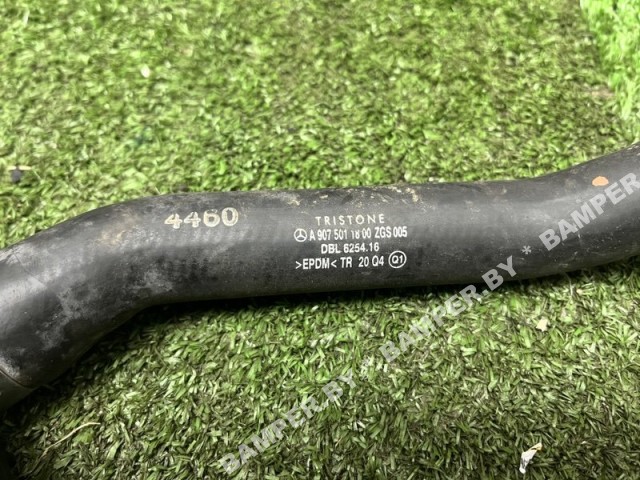 4460
TRISTONE
A 907 501 18 00 ZGS 005
DBL 6254.16
>EPDM< TR 20 Q4 Q1
BAMPER.BY * BAMPER.BY * BAMPER.BY